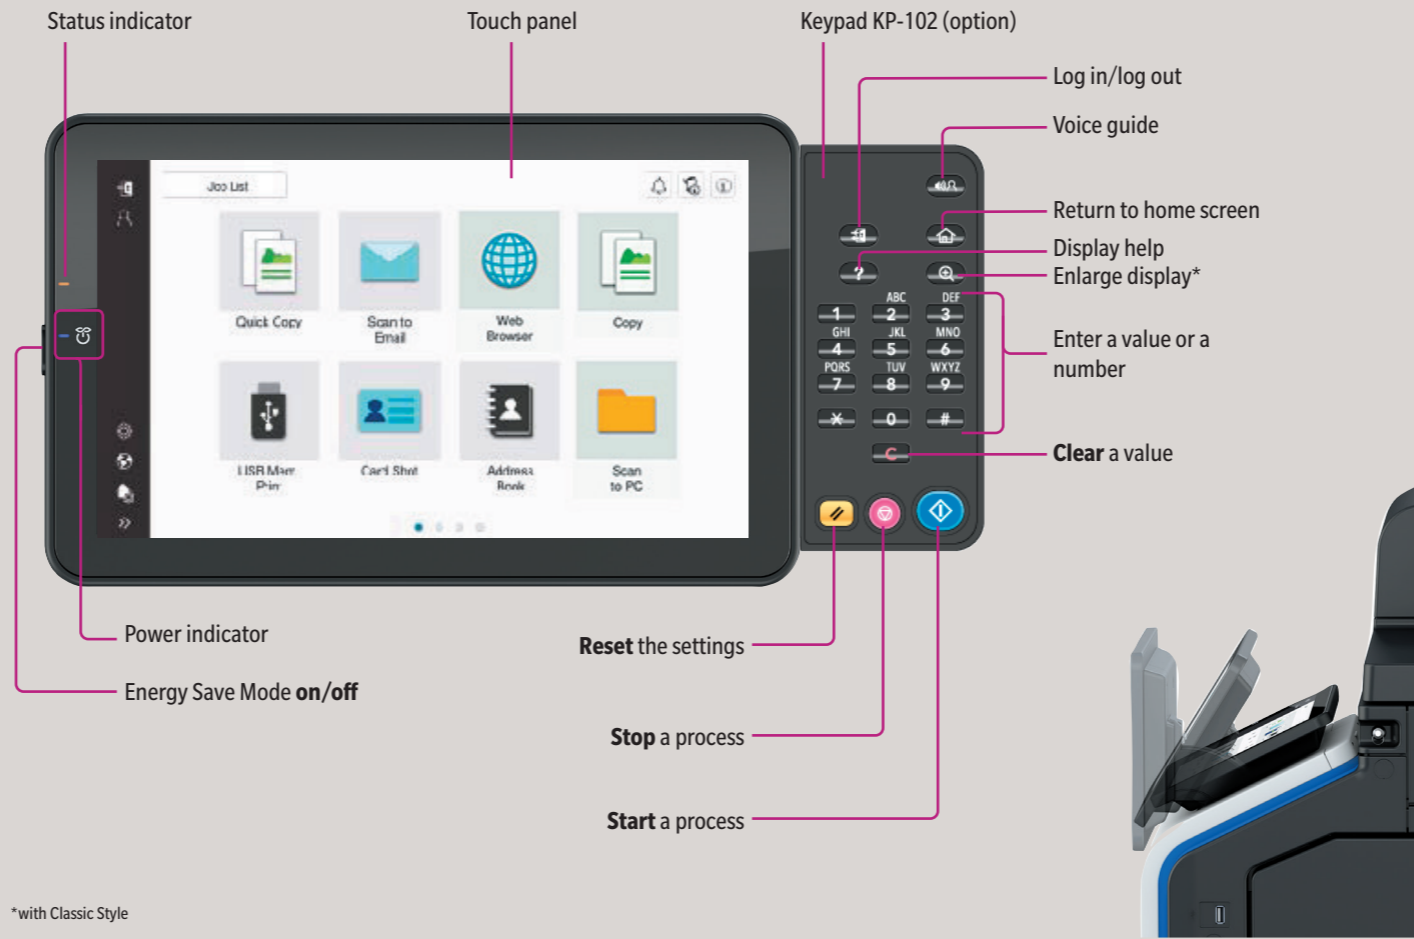 Status indicator
Touch panel
Keypad KP-102 (option)
Log in/log out
Voice guide
Return to home screen
Display help
Enlarge display*
Enter a value or a
number
Clear a value
Job List
Quick Copy
Scan to
Email
Web
Browser
Copy
Card Shot
Address
Book
Scan
to PC
?
ABC
DEF
1
2
3
GHI
JKL
MNO
4
5
6
PQRS
TUV
WXYZ
7
8
9
0
#
C
Power indicator
Energy Save Mode on/off
Reset the settings
Stop a process
Start a process
*with Classic Style